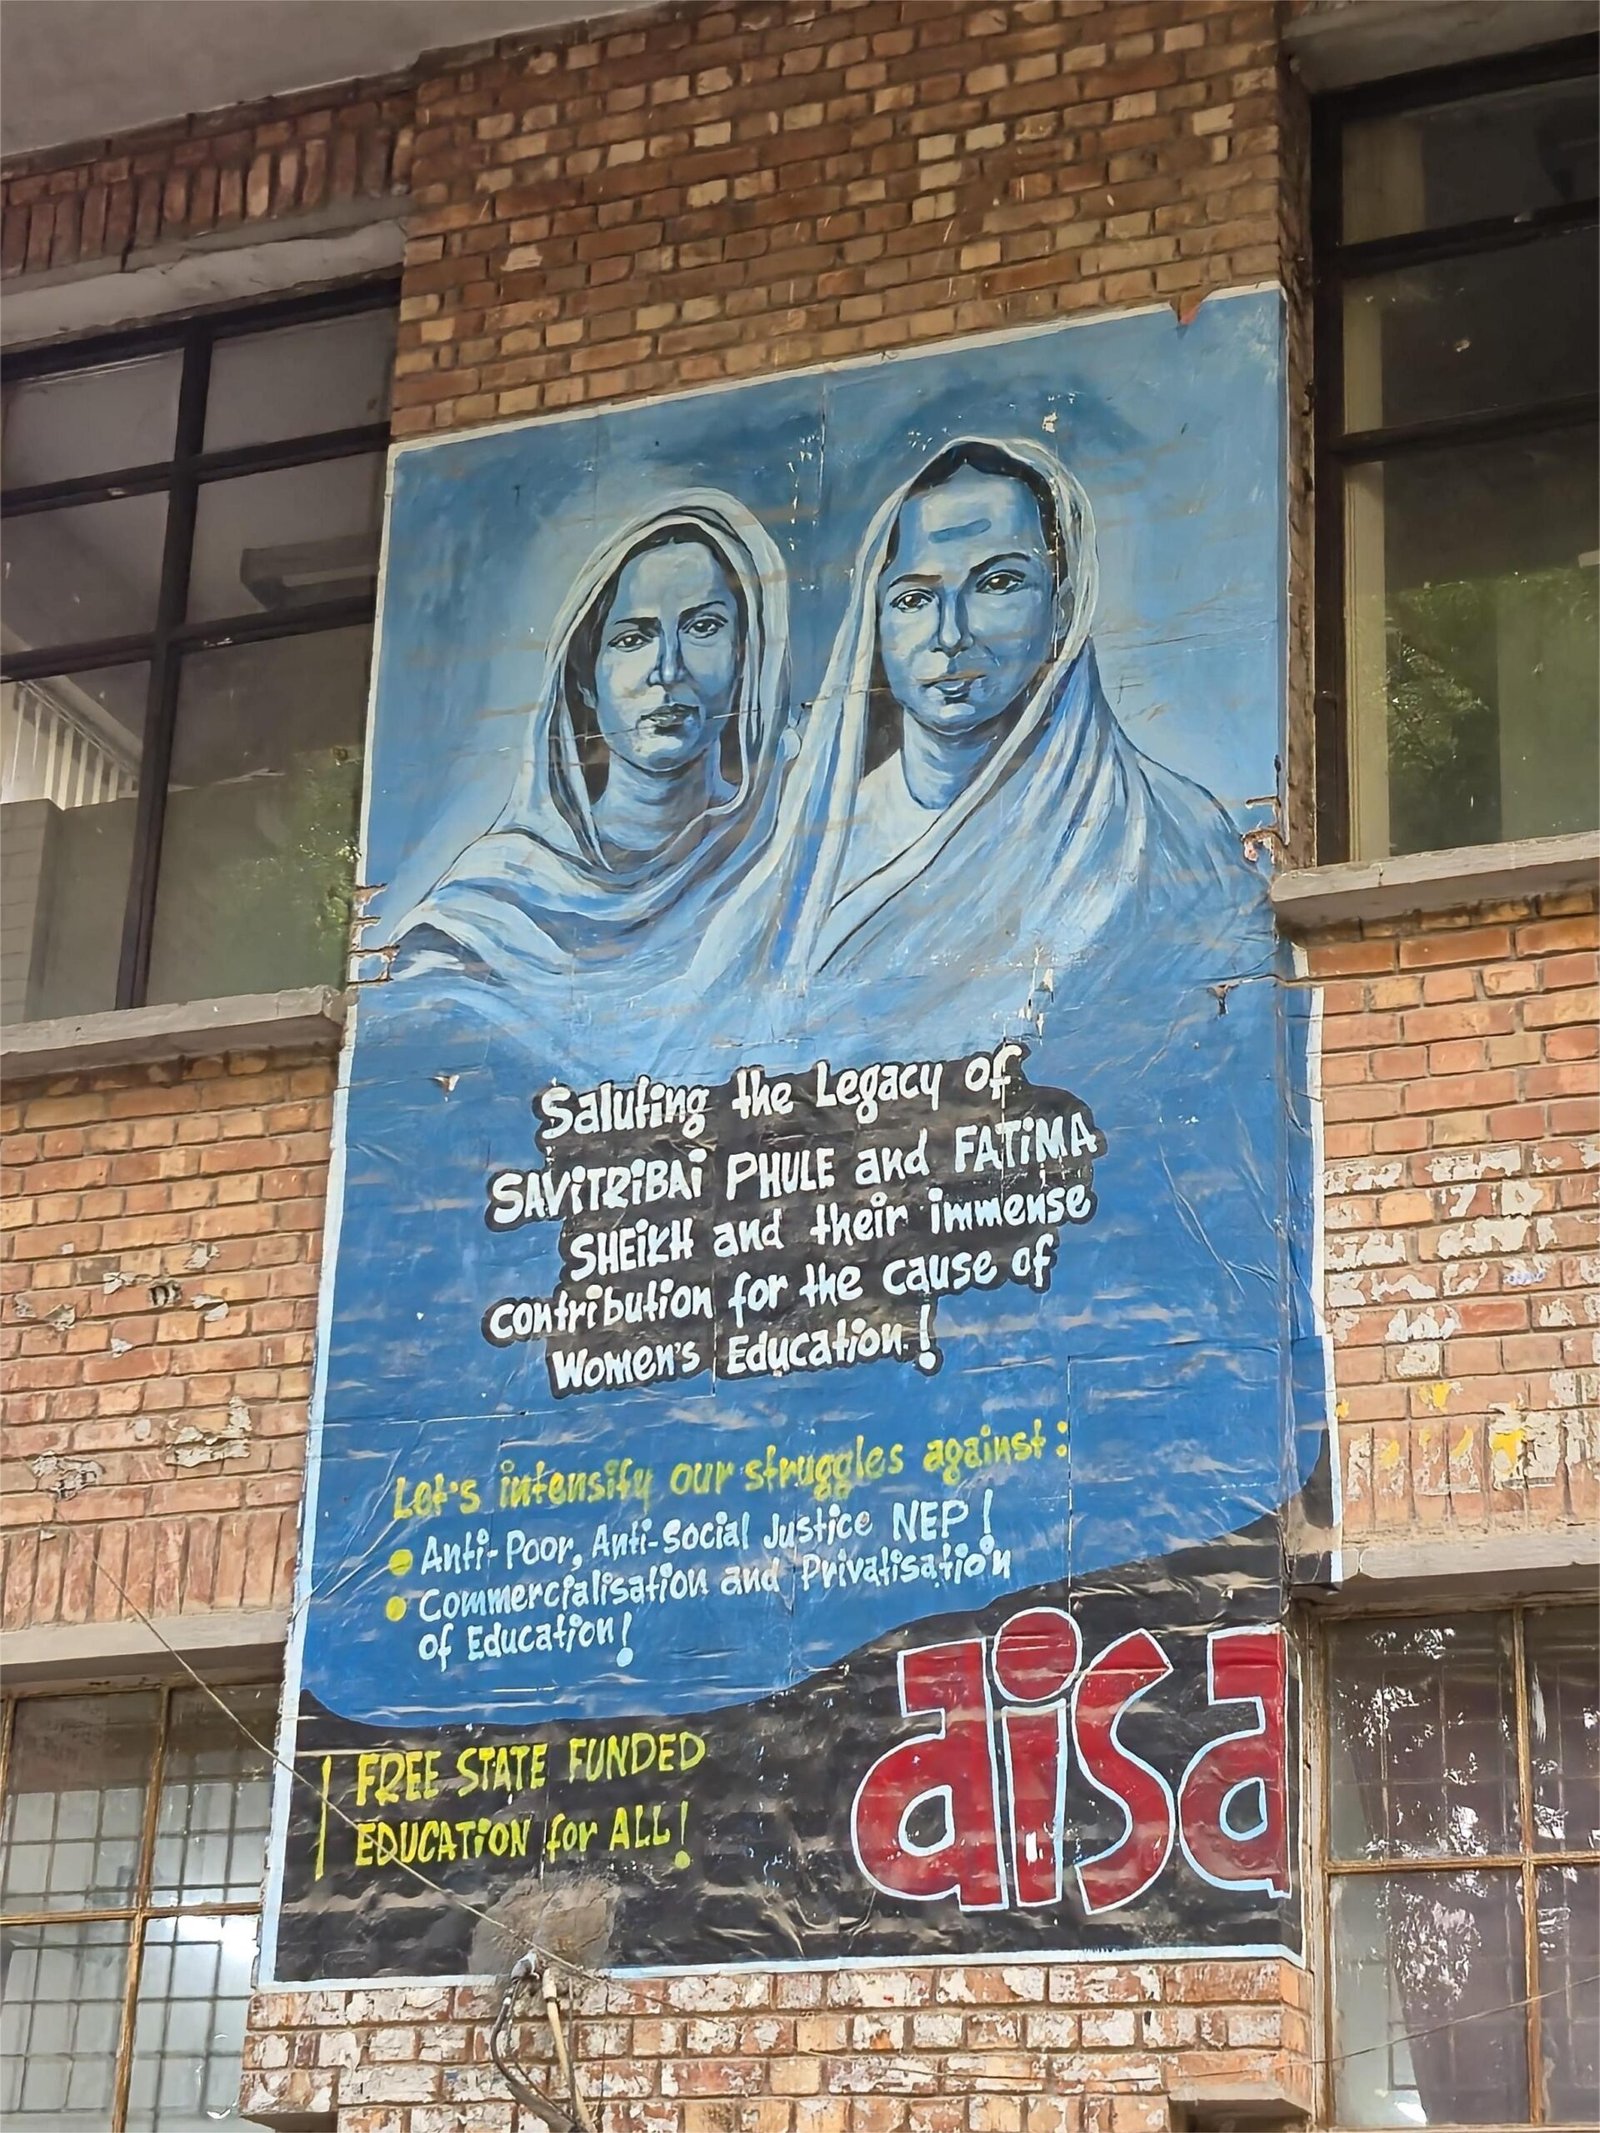 Saluting the Legacy of
SAViTRiBAi PHULE and FATiMA
SHEiKH and their immense
contribution for the cause of
Women's Education!
Let's intensify our struggles against:
Anti-Poor, Anti-Social Justice NEP!
Commercialisation and Privatisation
of Education!
FREE STATE FUNDED
EDUCATiON for ALL!
disa